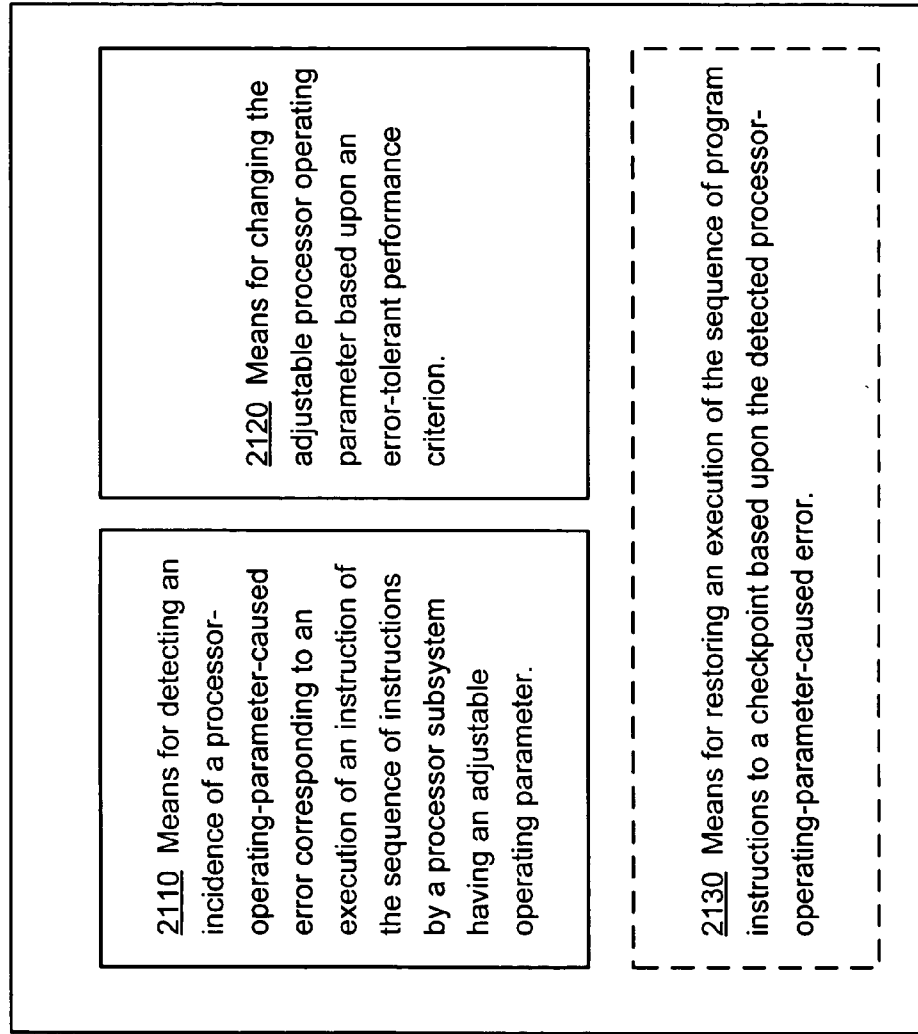 2110 Means for detecting an
incidence of a processor-
operating-parameter-caused
error corresponding to an
execution of an instruction of
the sequence of instructions
by a processor subsystem
having an adjustable
operating parameter.
2120 Means for changing the
adjustable processor operating
parameter based upon an
error-tolerant performance
criterion.
2130 Means for restoring an execution of the sequence of program
instructions to a checkpoint based upon the detected processor-
operating-parameter-caused error.